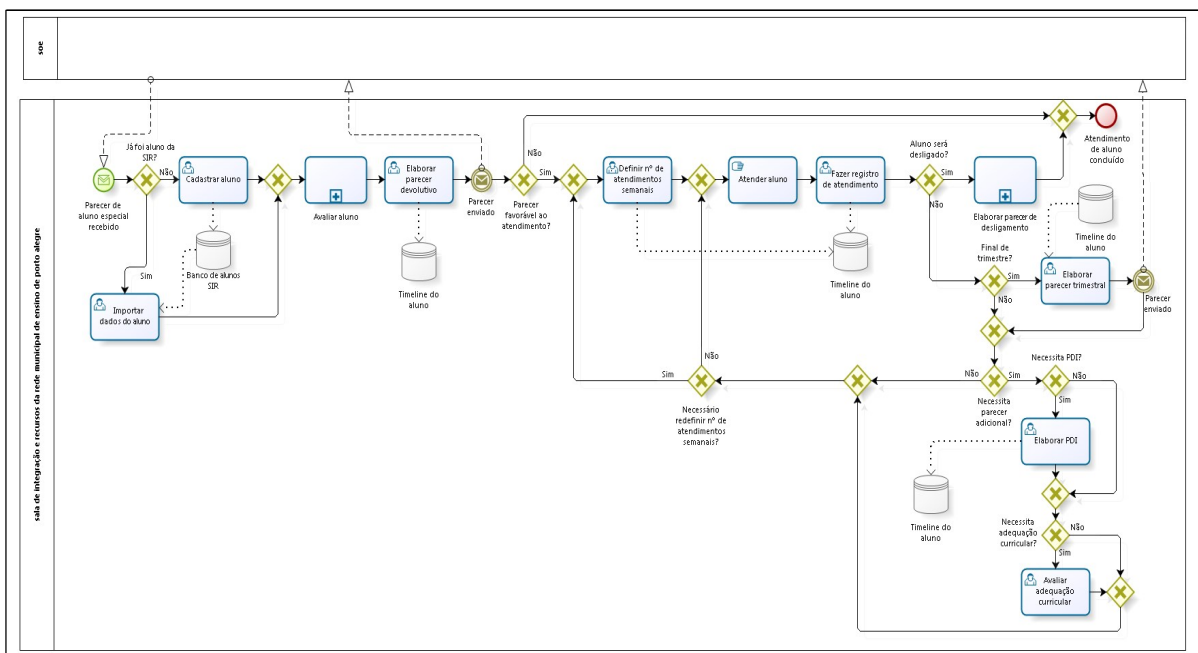 soe
sala de integração e recursos da rede municipal de ensino de porto alegre
Parecer de
aluno especial
recebido
Já foi aluno da
SIR?
Não
Sim
Cadastrar aluno
Banco de alunos
SIR
Importar
dados do aluno
Avaliar aluno
Elaborar
parecer
devolutivo
Timeline do
aluno
Parecer
enviado
Não
Sim
Parecer
favorável ao
atendimento?
Definir nº de
atendimentos
semanais
Atender aluno
Fazer registro
de atendimento
Timeline do
aluno
Aluno será
desligado?
Sim
Não
Elaborar parecer de
desligamento
Atendimento
de aluno
concluído
Timeline do
aluno
Final de
trimestre?
Sim
Não
Elaborar
parecer trimestral
Parecer
enviado
Não
Sim
Necessita
parecer
adicional?
Não
Sim
Necessário
redefinir nº de
atendimentos
semanais?
Necessita PDI?
Não
Sim
Elaborar PDI
Timeline do
aluno
Necessita
adequação
curricular?
Não
Sim
Avaliar
adequação
curricular